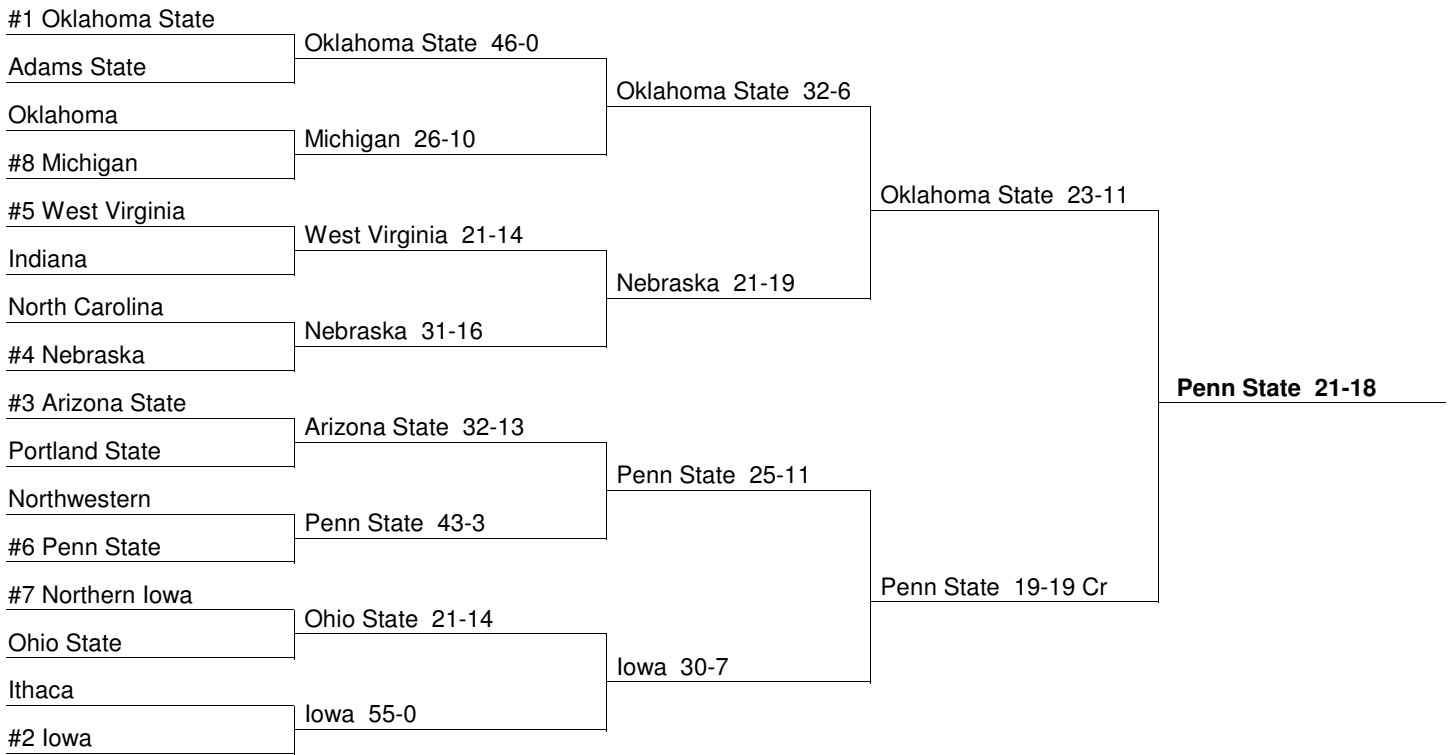 #1 Oklahoma State
Adams State
Oklahoma
#8 Michigan
#5 West Virginia
Indiana
North Carolina
#4 Nebraska
#3 Arizona State
Portland State
Northwestern
#6 Penn State
#7 Northern Iowa
Ohio State
Ithaca
#2 Iowa
Oklahoma State 46-0
Michigan 26-10
West Virginia 21-14
Nebraska 31-16
Arizona State 32-13
Penn State 43-3
Ohio State 21-14
Iowa 55-0
Oklahoma State 32-6
Nebraska 21-19
Penn State 25-11
Iowa 30-7
Oklahoma State 23-11
Penn State 19-19 Cr
Penn State 21-18